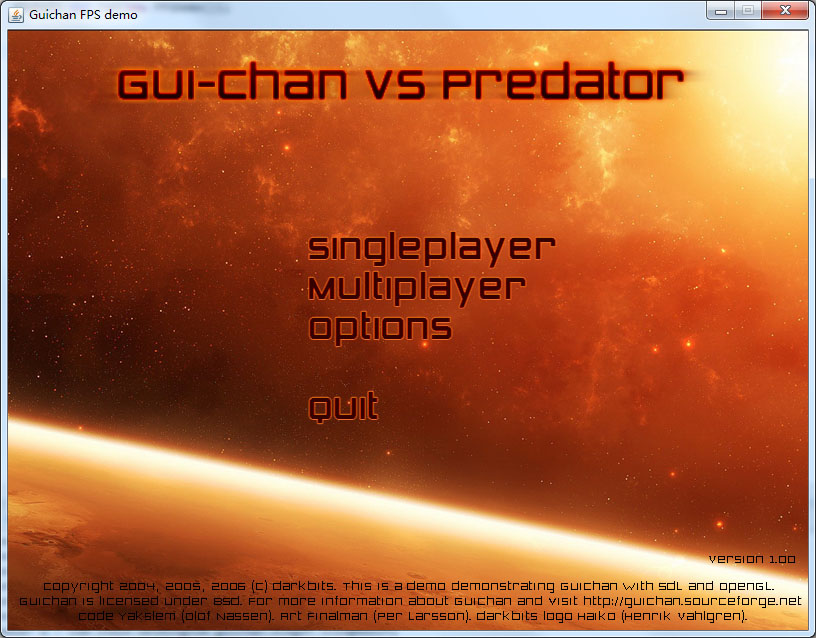 Guichan FPS demo
Gui-chan VS Predator
Singleplayer
Multiplayer
Options
Quit
Version 1.00
Copyright 2004, 2005, 2006 (c) Darkbits. This is a demo demonstrating Guichan with SDL and OpenGL.
Guichan is licensed under BSD. For more information about Guichan and visit http://guichan.sourceforge.net
Code Yakslem (Olof Nassen). Art Finalman (Per Larsson). Darkbits logo Haiko (Henrik Vahlgren).